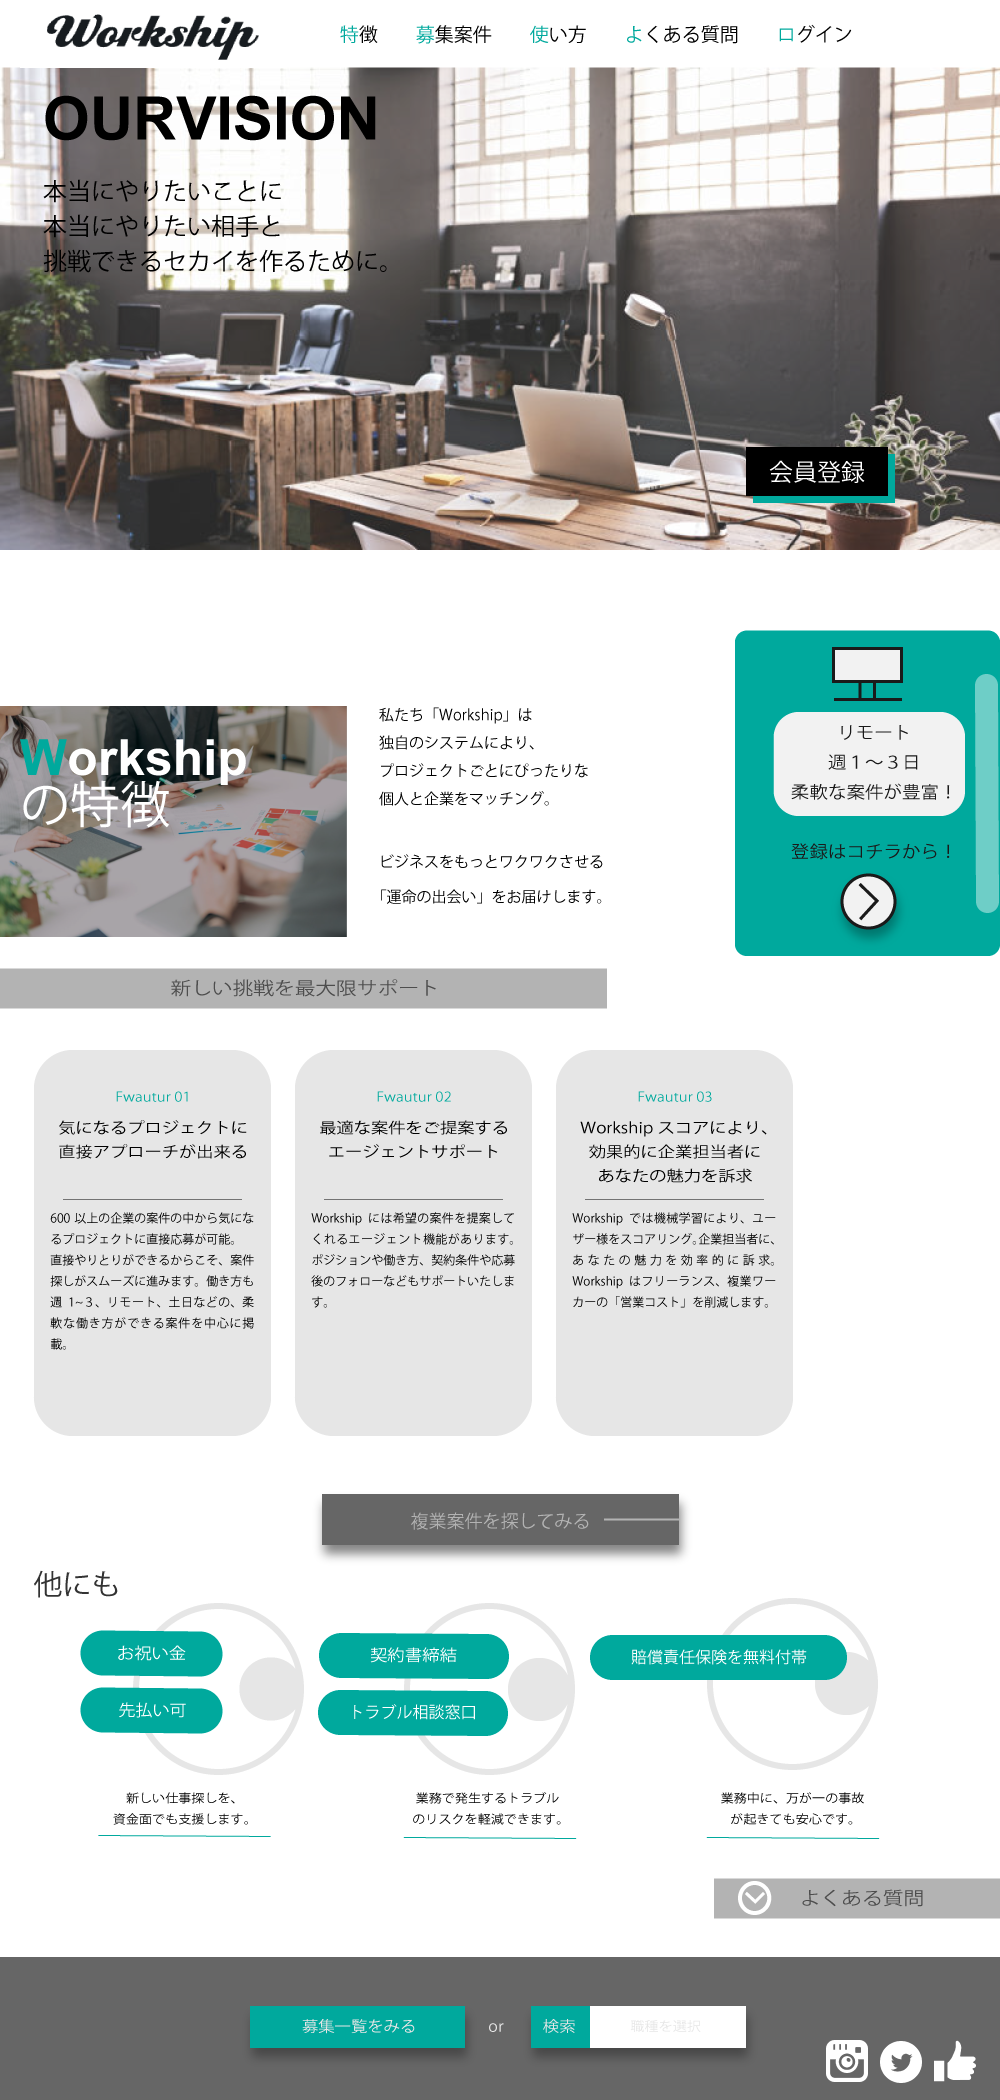 Workship
特徴 募集案件 使い方 よくある質問 ログイン
OURVISION
本当にやりたいことに
本当にやりたい相手と
挑戦できるセカイを作るために。
会員登録
Workship
の特徴
私たち「Workship」は
独自のシステムにより、
プロジェクトごとにぴったりな
個人と企業をマッチング。
ビジネスをもっとワクワクさせる
「運命の出会い」をお届けします。
リモート
週１～３日
柔軟な案件が豊富！
登録はコチラから！
新しい挑戦を最大限サポート
Fwautur 01
気になるプロジェクトに
直接アプローチが出来る
600 以上の企業の案件の中から気にな
るプロジェクトに直接応募が可能。
直接やりとりができるからこそ、案件
探しがスムーズに進みます。働き方も
週 1~３、リモート、土日などの、柔
軟な働き方ができる案件を中心に掲
載。
Fwautur 02
最適な案件をご提案する
エージェントサポート
Workship には希望の案件を提案して
くれるエージェント機能があります。
ポジションや働き方、契約条件や応募
後のフォローなどもサポートいたしま
す。
Fwautur 03
Workship スコアにより、
効果的に企業担当者に
あなたの魅力を訴求
Workship では機械学習により、ユー
ザー様をスコアリング。企業担当者に、
あなたの魅力を効率的に訴求。
Workship はフリーランス、複業ワー
カーの「営業コスト」を削減します。
複業案件を探してみる
他にも
お祝い金
先払い可
新しい仕事探しを、
資金面でも支援します。
契約書締結
トラブル相談窓口
業務で発生するトラブル
のリスクを軽減できます。
賠償責任保険を無料付帯
業務中に、万が一の事故
が起きても安心です。
よくある質問
募集一覧をみる or 検索 職種を選択